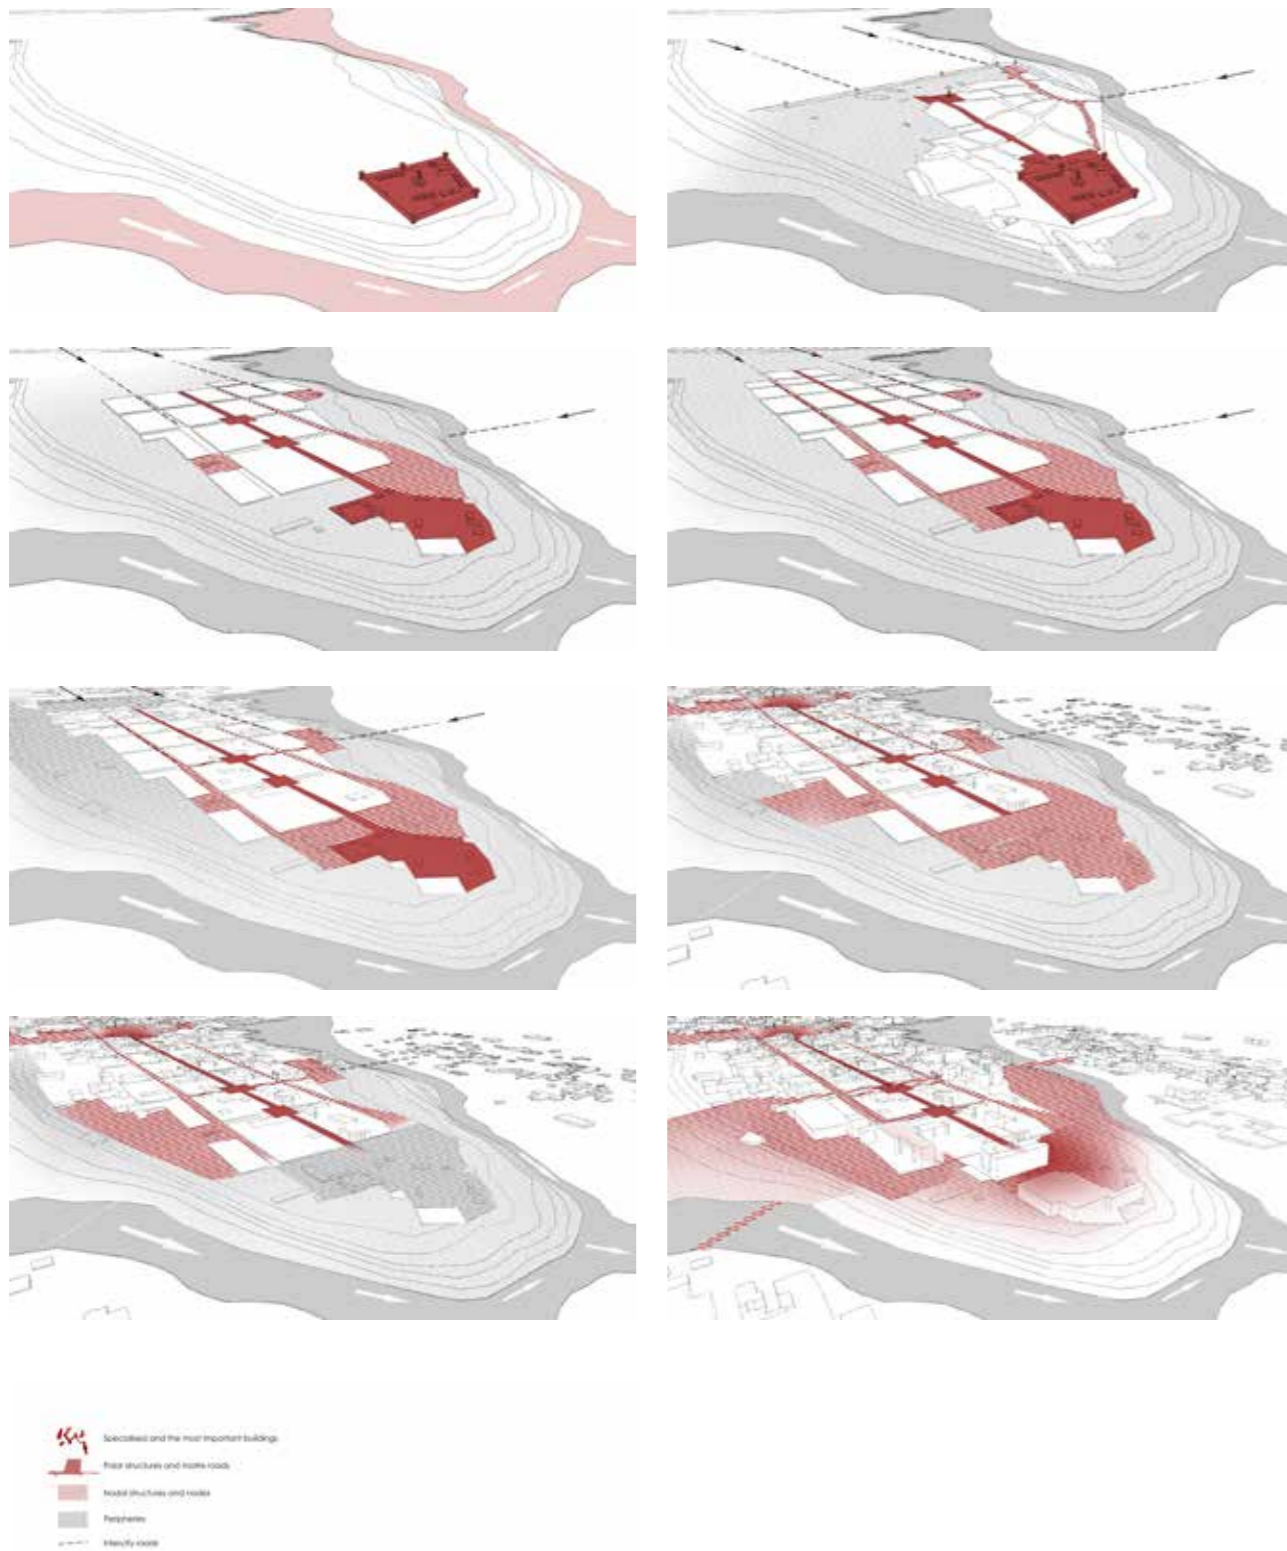 Specialised and the most important buildings
Polar structures and matrix roads
Nodal structures and nodes
Peripheries
Intercity roads